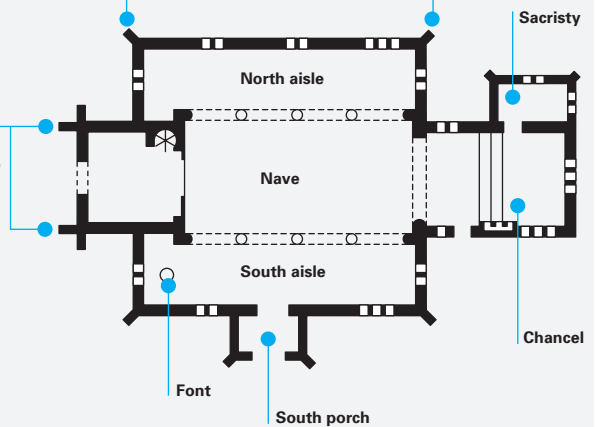 Sacristy
North aisle
Nave
South aisle
Chancel
Font
South porch